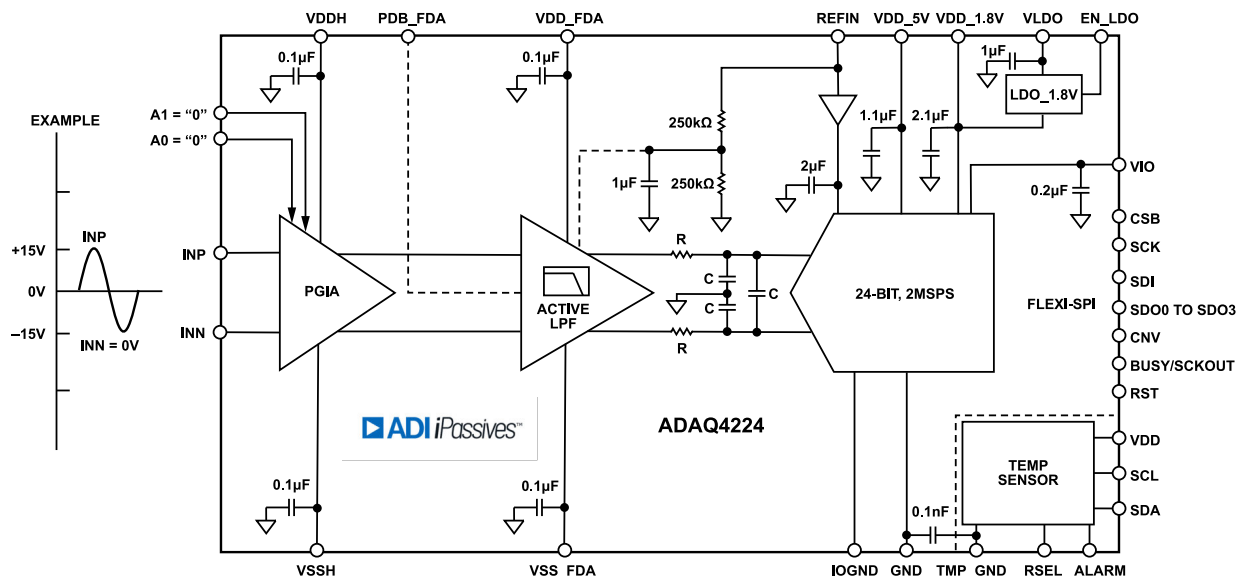 VDDH
PDB_FDA
VDD_FDA
REFIN
VDD_5V
VDD_1.8V
VLDO
EN_LDO
0.1µF
0.1µF
1µF
LDO_1.8V
A1 = “0”
A0 = “0”
EXAMPLE
250kΩ
1.1µF
2.1µF
1µF
250kΩ
2µF
0.2µF
VIO
CSB
SCK
SDI
SDO0 TO SDO3
CNV
BUSY/SCKOUT
RST
FLEXI-SPI
INP
+15V
0V
–15V
INN = 0V
INP
INN
PGIA
ACTIVE
LPF
R
R
C
C
C
24-BIT, 2MSPS
ADI iPassives™
ADAQ4224
TEMP
SENSOR
VDD
SCL
SDA
0.1µF
0.1µF
0.1nF
VSSH
VSS_FDA
IOGND
GND
TMP_GND
RSEL
ALARM